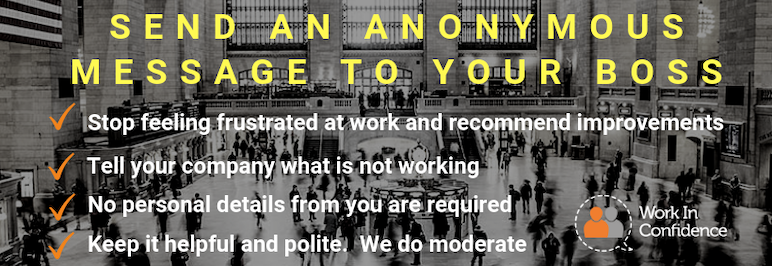 SEND AN ANONYMOUS
MESSAGE TO YOUR BOSS
Stop feeling frustrated at work and recommend improvements
Tell your company what is not working
No personal details from you are required
Keep it helpful and polite. We do moderate
Work In
Confidence